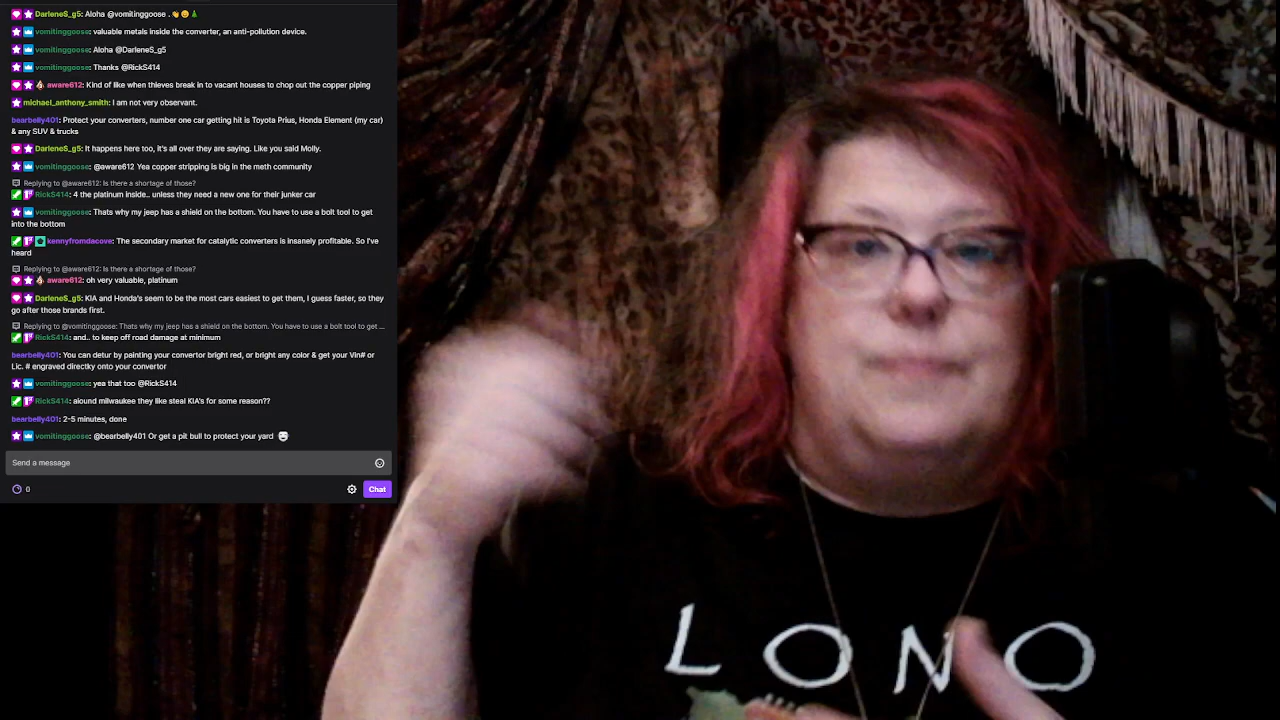 DarleneS_g5: Aloha @vomitinggoose .
vomitinggoose: valuable metals inside the converter, an anti-pollution device.
vomitinggoose: Aloha @DarleneS_g5
vomitinggoose: Thanks @RickS414
aware612: Kind of like when thieves break in to vacant houses to chop out the copper piping
michael_anthony_smith: I am not very observant.
bearbelly401: Protect your converters, number one car getting hit is Toyota Prius, Honda Element (my car)
& any SUV & trucks
DarleneS_g5: It happens here too, it's all over they are saying. Like you said Molly.
vomitinggoose: @aware612 Yea copper stripping is big in the meth community
Replying to @aware612: Is there a shortage of those?
RickS414: 4 the platinum inside.. unless they need a new one for their junker car
vomitinggoose: Thats why my jeep has a shield on the bottom. You have to use a bolt tool to get
into the bottom
kennyfromdacove: The secondary market for catalytic converters is insanely profitable. So I've
heard
Replying to @aware612: Is there a shortage of those?
aware612: oh very valuable, platinum
DarleneS_g5: KIA and Honda's seem to be the most cars easiest to get them, I guess faster, so they
go after those brands first.
Replying to @vomitinggoose: Thats why my jeep has a shield on the bottom. You have to use a bolt tool to get ...
RickS414: and.. to keep off road damage at minimum
bearbelly401: You can detur by painting your convertor bright red, or bright any color & get your Vin# or
Lic. # engraved directky onto your convertor
vomitinggoose: yea that too @RickS414
RickS414: aiound milwaukee they like steal KIA's for some reason??
bearbelly401: 2-5 minutes, done
vomitinggoose: @bearbelly401 Or get a pit bull to protect your yard
Send a message
0
Chat
LONO